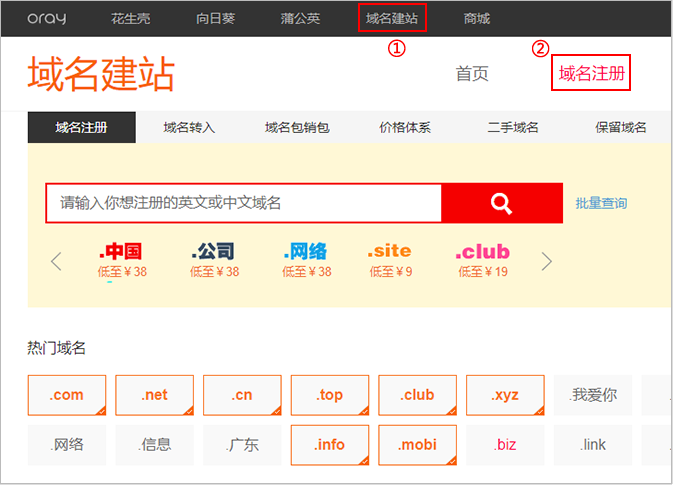 oray 花生壳 向日葵 蒲公英 域名建站 商城
① ②
域名建站 首页 域名注册
域名注册 域名转入 域名包销包 价格体系 二手域名 保留域名
请输入你想注册的英文或中文域名 批量查询
.中国 .公司 .网络 .site .club
低至￥38 低至￥38 低至￥38 低至￥9 低至￥19
热门域名
.com .net .cn .top .club .xyz .我爱你
.网络 .信息 .广东 .info .mobi .biz .link